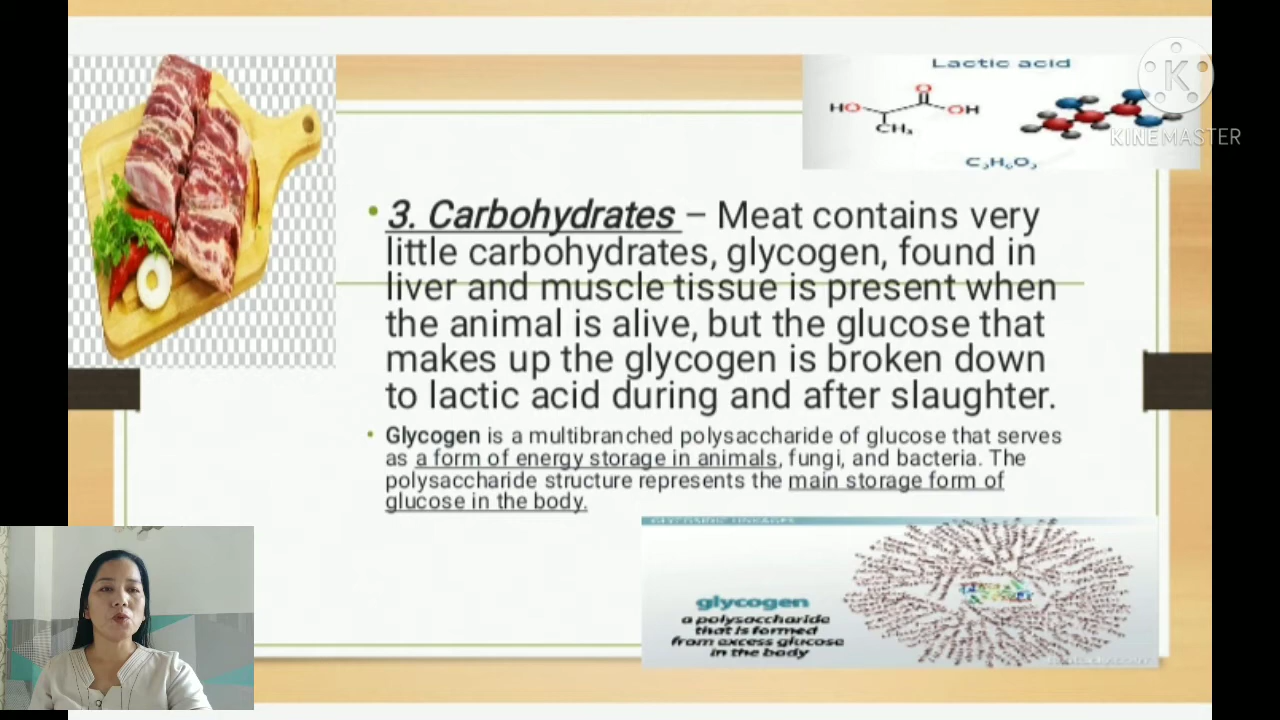 Lactic acid
HO
O
OH
CH₃
C₃H₆O₃
K
KINEMASTER
• 3. Carbohydrates – Meat contains very
little carbohydrates, glycogen, found in
liver and muscle tissue is present when
the animal is alive, but the glucose that
makes up the glycogen is broken down
to lactic acid during and after slaughter.
• Glycogen is a multibranched polysaccharide of glucose that serves
as a form of energy storage in animals, fungi, and bacteria. The
polysaccharide structure represents the main storage form of
glucose in the body.
glycogen
a polysaccharide
that is formed
from excess glucose
in the body